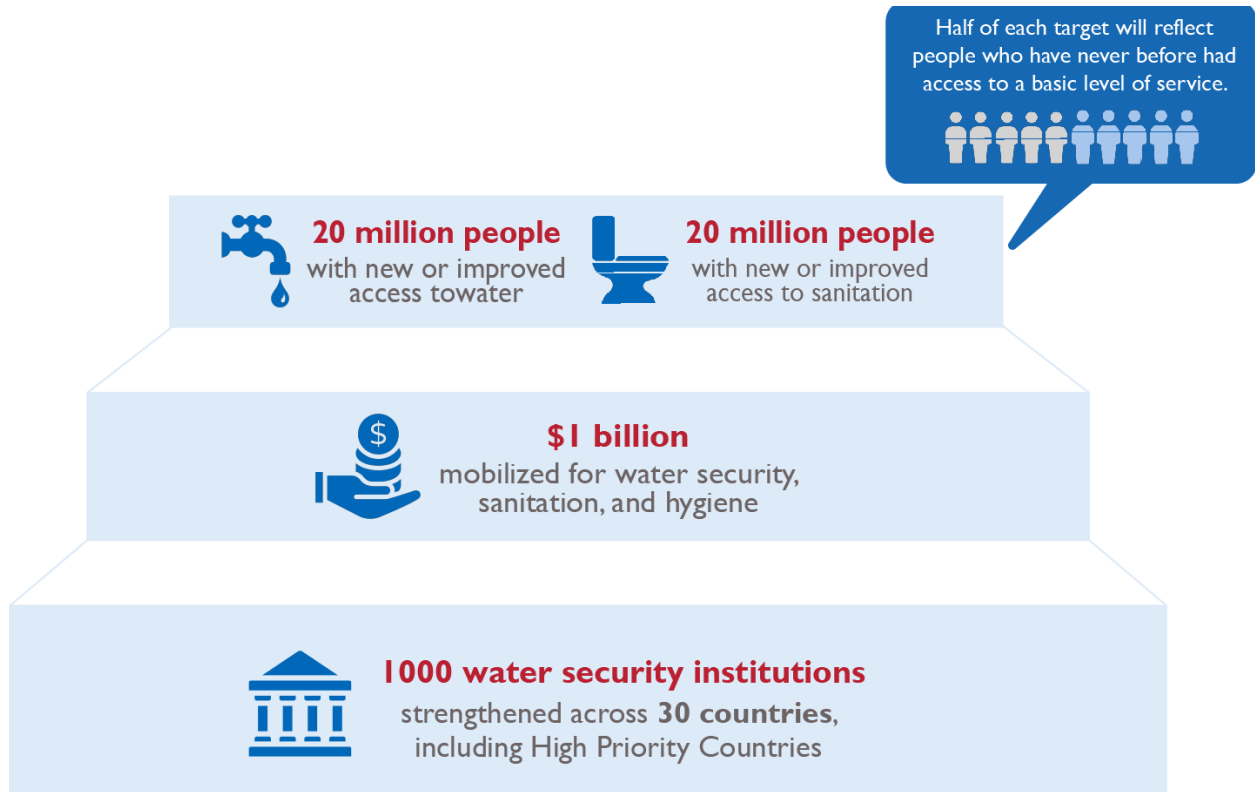 Half of each target will reflect
people who have never before had
access to a basic level of service.
20 million people
with new or improved
access towater
20 million people
with new or improved
access to sanitation
$
$1 billion
mobilized for water security,
sanitation, and hygiene
1000 water security institutions
strengthened across 30 countries,
including High Priority Countries